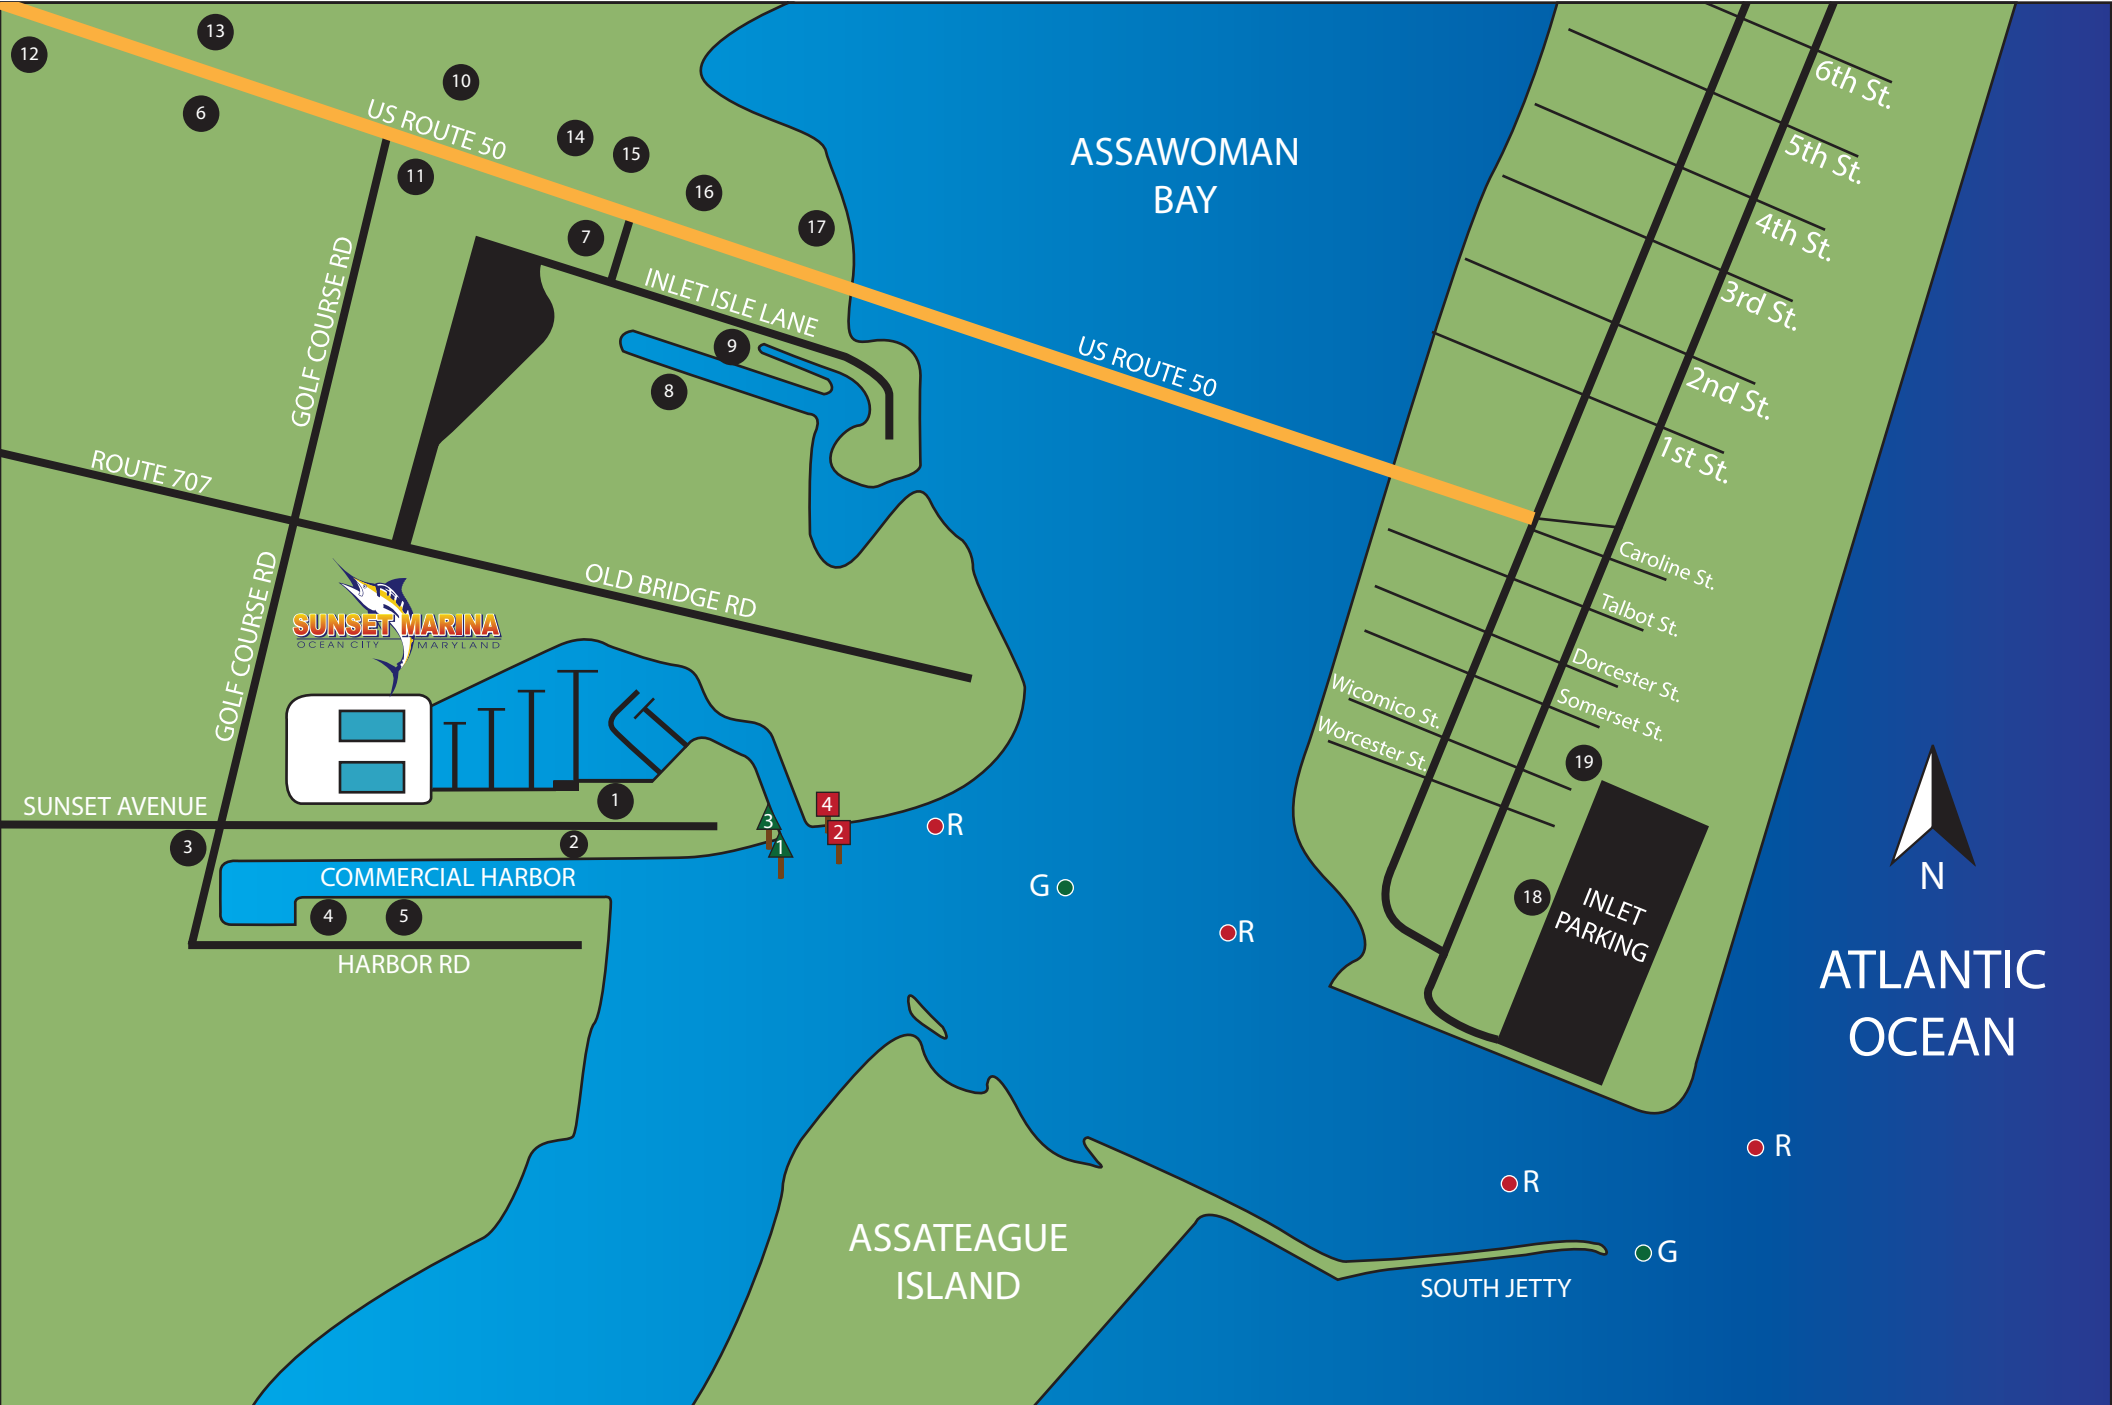 13
12
10
6
US ROUTE 50
14
15
11
16
7
17
ASSAWOMAN
BAY
6th St.
5th St.
4th St.
3rd St.
2nd St.
1st St.
GOLF COURSE RD
INLET ISLE LANE
9
8
US ROUTE 50
ROUTE 707
OLD BRIDGE RD
GOLF COURSE RD
SUNSET MARINA
OCEAN CITY MARYLAND
Caroline St.
Talbot St.
Dorcester St.
Somerset St.
Wicomico St.
Worcester St.
19
1
SUNSET AVENUE
3
2
3
1
4
2
R
COMMERCIAL HARBOR
4
5
HARBOR RD
G
R
18
INLET
PARKING
N
ATLANTIC
OCEAN
R
R
G
ASSATEAGUE
ISLAND
SOUTH JETTY